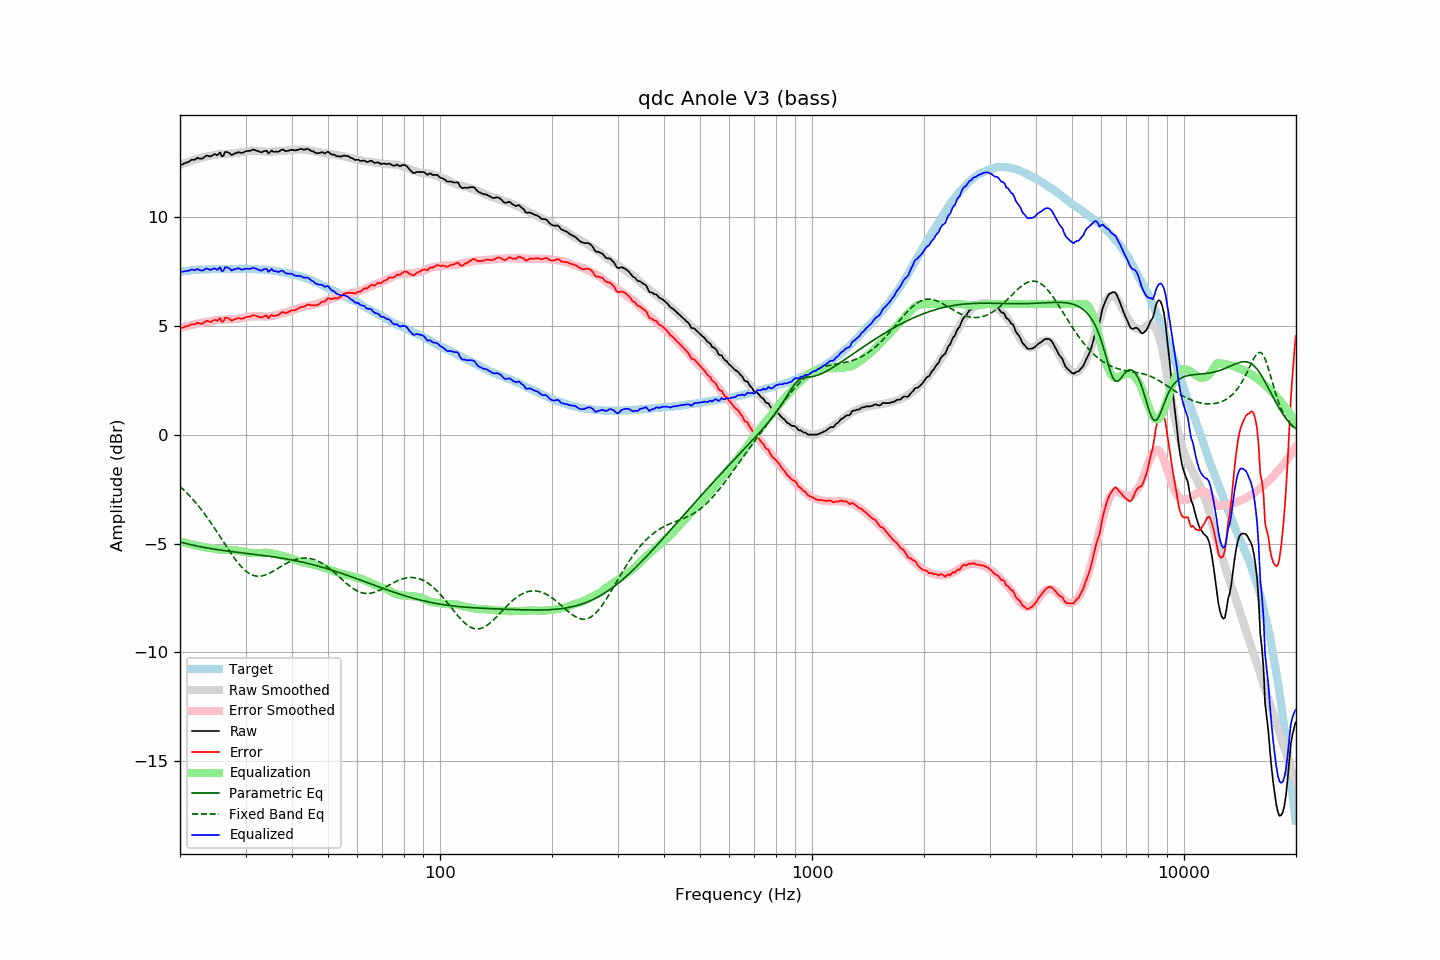 qdc Anole V3 (bass)
Amplitude (dBr)
10
5
0
−5
−10
−15
Target
Raw Smoothed
Error Smoothed
Raw
Error
Equalization
Parametric Eq
Fixed Band Eq
Equalized
100
1000
10000
Frequency (Hz)